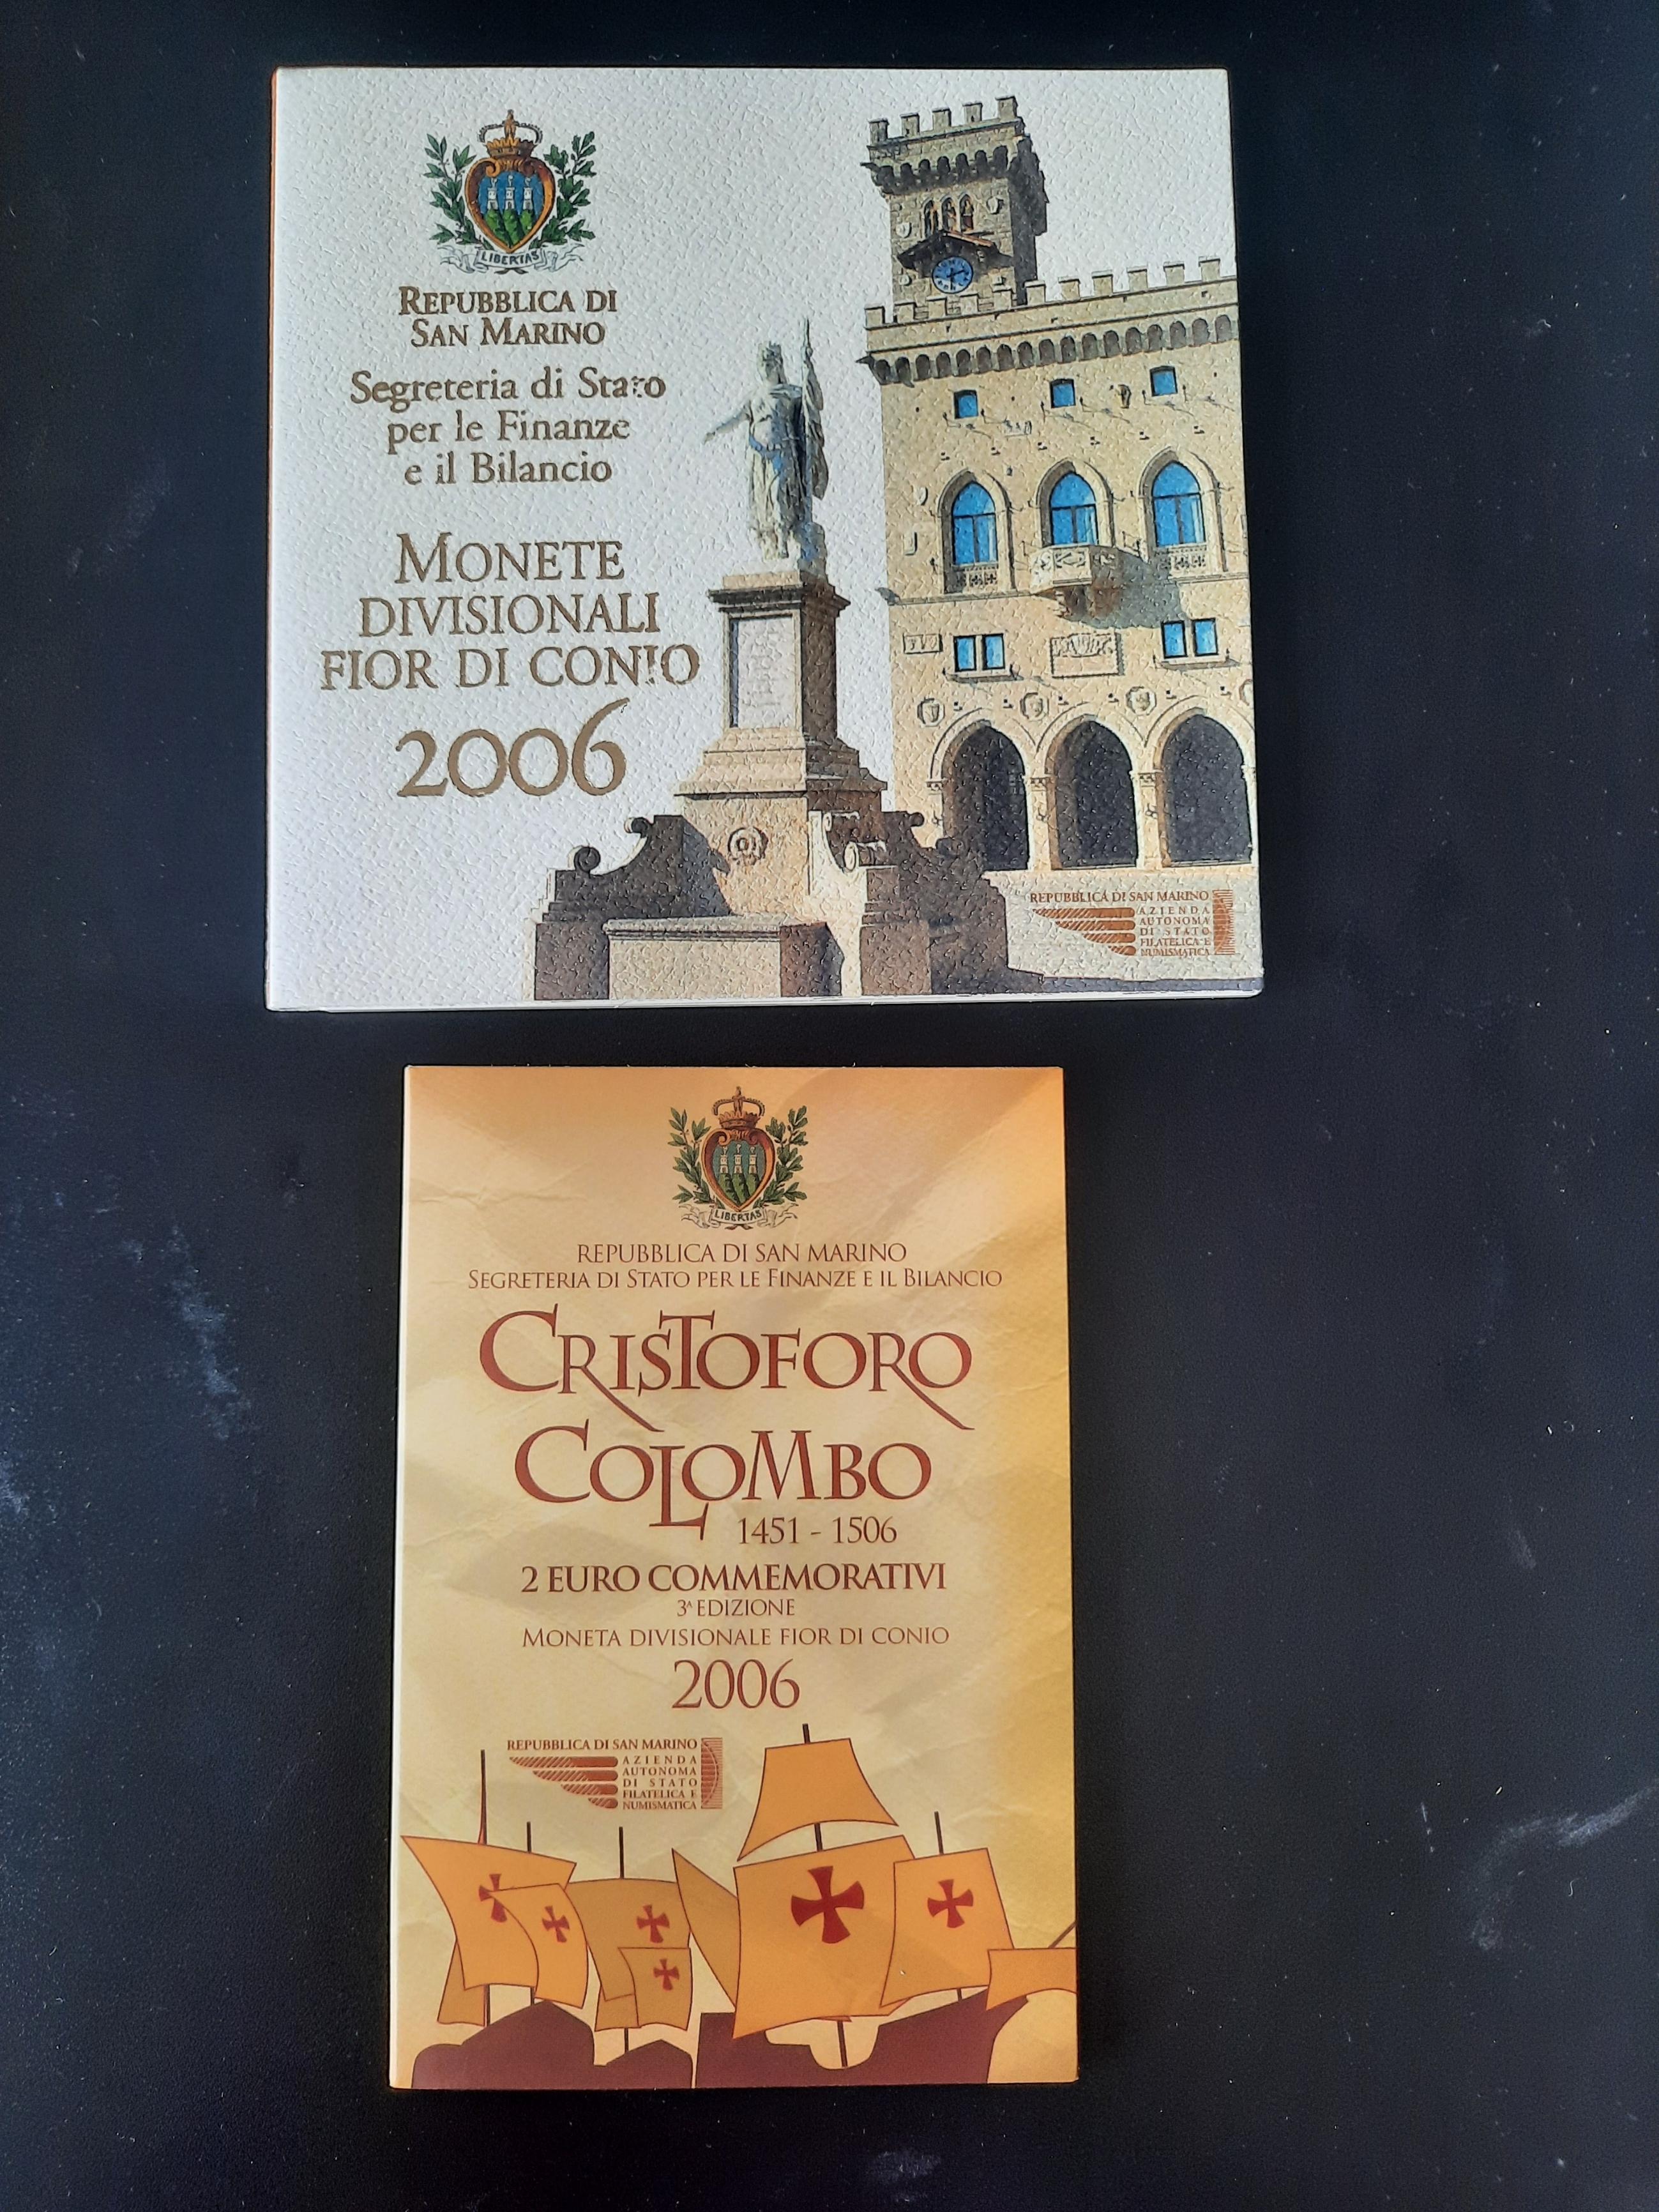 LIBERTAS
REPUBBLICA DI
SAN MARINO
Segreteria di Stato
per le Finanze
e il Bilancio
MONETE
DIVISIONALI
FIOR DI CONIO
2006
REPUBBLICA DI SAN MARINO
AZIENDA
AUTONOMA
DI STATO
FILATELICA E
NUMISMATICA
LIBERTAS
REPUBBLICA DI SAN MARINO
SEGRETERIA DI STATO PER LE FINANZE E IL BILANCIO
CRISTOFORO
COLOMBO
1451 - 1506
2 EURO COMMEMORATIVI
3ᴬ EDIZIONE
MONETA DIVISIONALE FIOR DI CONIO
2006
REPUBBLICA DI SAN MARINO
AZIENDA
AUTONOMA
DI STATO
FILATELICA E
NUMISMATICA